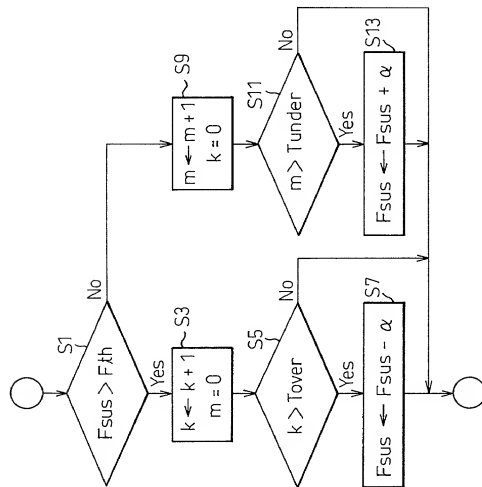 S1
Fsus > Fth
No
Yes
S3
k ← k + 1
m = 0
S5
k > Tover
No
Yes
S7
Fsus ← Fsus - α
S9
m ← m + 1
k = 0
S11
m > Tunder
No
Yes
S13
Fsus ← Fsus + α